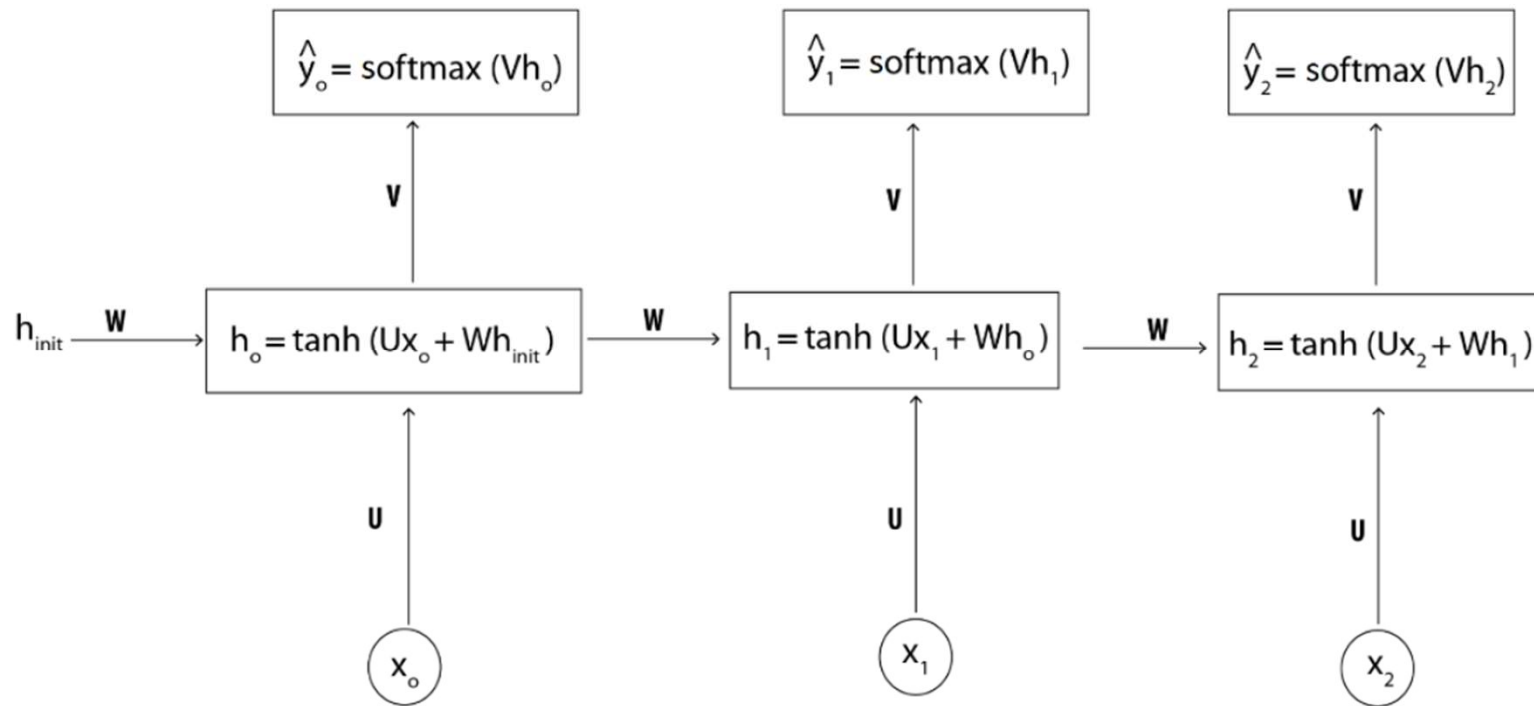 ŷ₀ = softmax (Vh₀)
ŷ₁ = softmax (Vh₁)
ŷ₂ = softmax (Vh₂)
V
V
V
h_init
W
h₀ = tanh (Ux₀ + Wh_init)
W
h₁ = tanh (Ux₁ + Wh₀)
W
h₂ = tanh (Ux₂ + Wh₁)
U
U
U
x₀
x₁
x₂